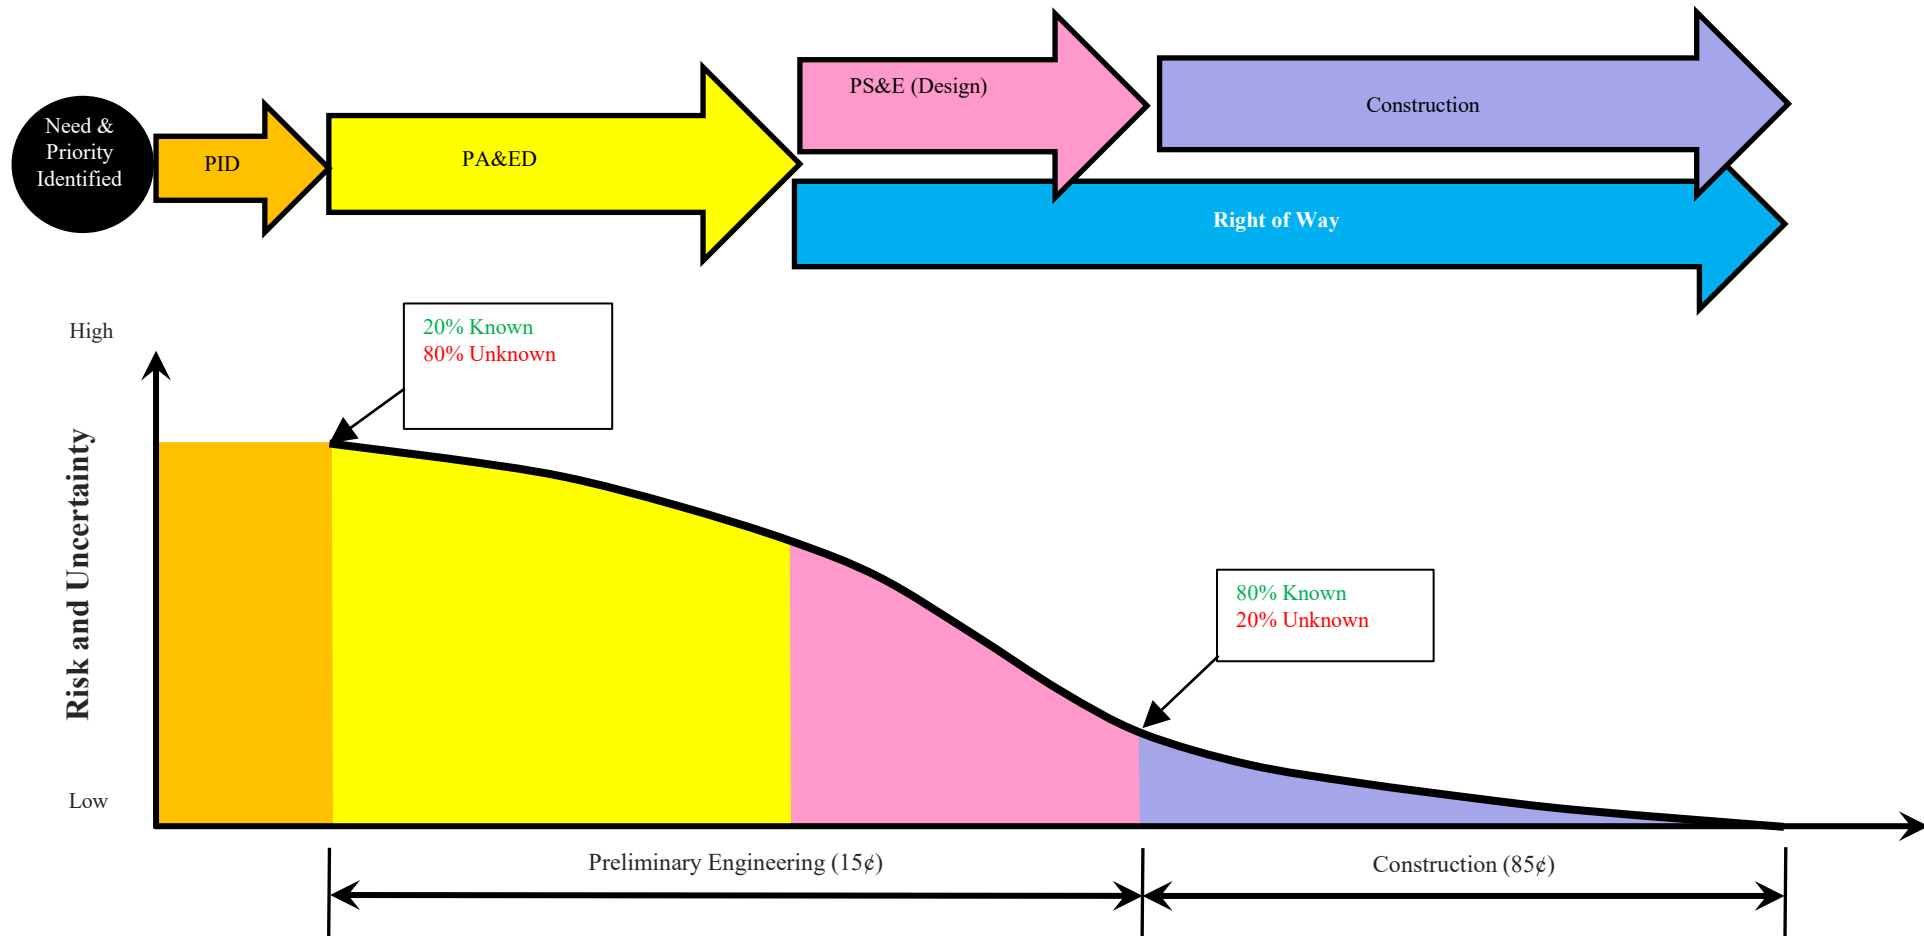 Need &
Priority
Identified
PID
PA&ED
PS&E (Design)
Construction
Right of Way
High
20% Known
80% Unknown
Risk and Uncertainty
80% Known
20% Unknown
Low
Preliminary Engineering (15¢)
Construction (85¢)